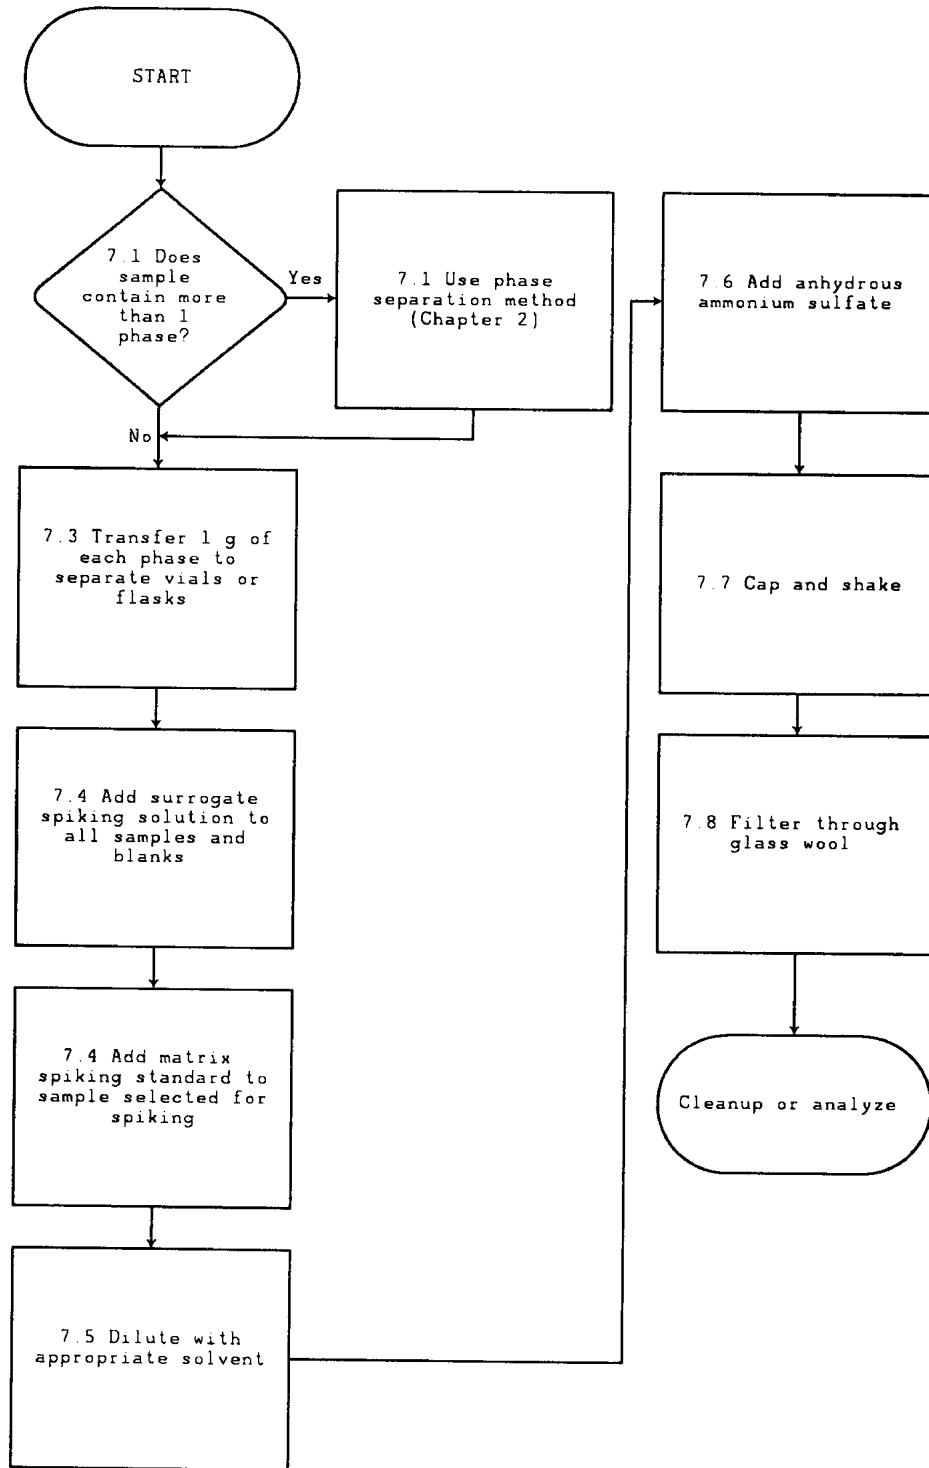 START
7.1 Does
sample
contain more
than 1
phase?
Yes
7.1 Use phase
separation method
(Chapter 2)
No
7.3 Transfer 1 g of
each phase to
separate vials or
flasks
7.4 Add surrogate
spiking solution to
all samples and
blanks
7.4 Add matrix
spiking standard to
sample selected for
spiking
7.5 Dilute with
appropriate solvent
7.6 Add anhydrous
ammonium sulfate
7.7 Cap and shake
7.8 Filter through
glass wool
Cleanup or analyze